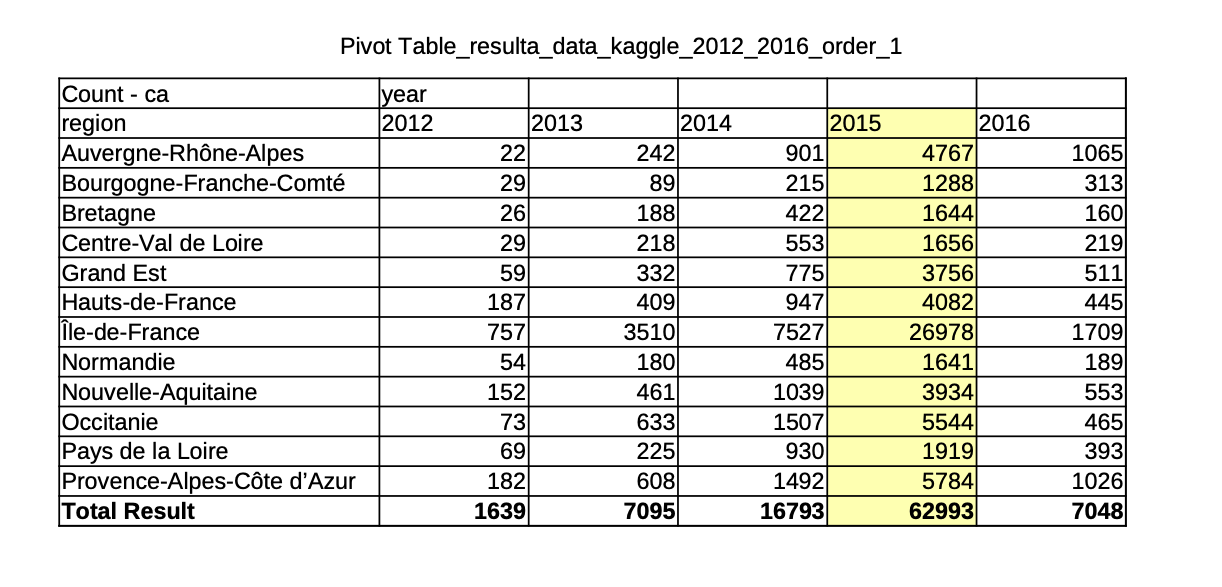 Pivot Table_resulta_data_kaggle_2012_2016_order_1
Count - ca year
region 2012 2013 2014 2015 2016
Auvergne-Rhône-Alpes 22 242 901 4767 1065
Bourgogne-Franche-Comté 29 89 215 1288 313
Bretagne 26 188 422 1644 160
Centre-Val de Loire 29 218 553 1656 219
Grand Est 59 332 775 3756 511
Hauts-de-France 187 409 947 4082 445
Île-de-France 757 3510 7527 26978 1709
Normandie 54 180 485 1641 189
Nouvelle-Aquitaine 152 461 1039 3934 553
Occitanie 73 633 1507 5544 465
Pays de la Loire 69 225 930 1919 393
Provence-Alpes-Côte d’Azur 182 608 1492 5784 1026
Total Result 1639 7095 16793 62993 7048